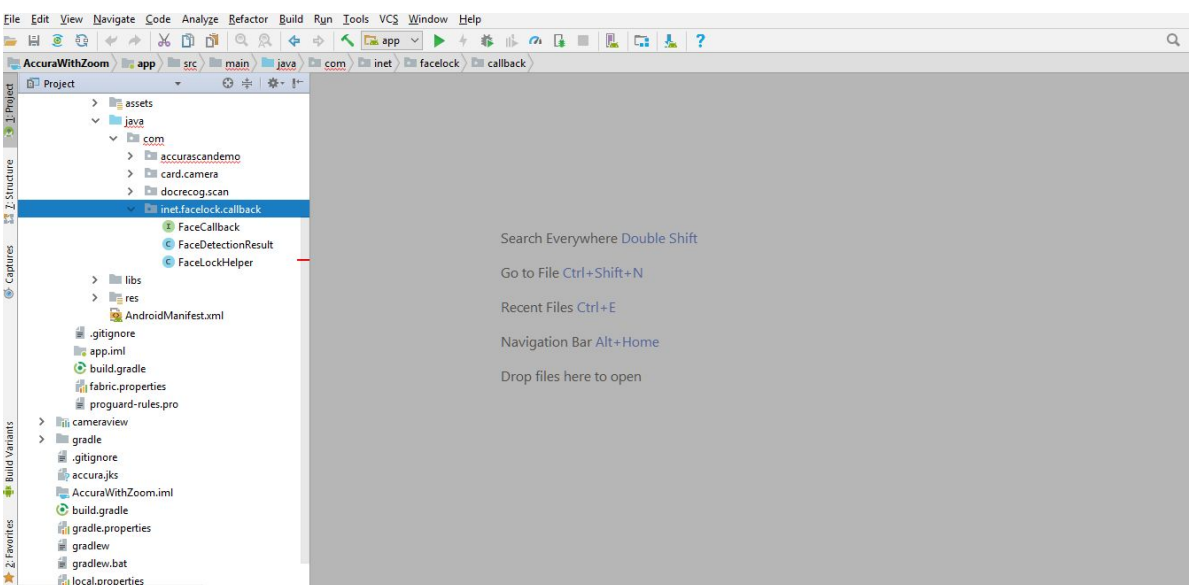 File Edit View Navigate Code Analyze Refactor Build Run Tools VCS Window Help
app
AccuraWithZoom app src main java com inet facelock callback
1: Project
Z: Structure
Captures
Build Variants
2: Favorites
Project
assets
java
com
accurascandemo
card.camera
docrecog.scan
inet.facelock.callback
I FaceCallback
C FaceDetectionResult
C FaceLockHelper
libs
res
AndroidManifest.xml
.gitignore
app.iml
build.gradle
fabric.properties
proguard-rules.pro
cameraview
gradle
.gitignore
accura.jks
AccuraWithZoom.iml
build.gradle
gradle.properties
gradlew
gradlew.bat
local.properties
Search Everywhere Double Shift
Go to File Ctrl+Shift+N
Recent Files Ctrl+E
Navigation Bar Alt+Home
Drop files here to open